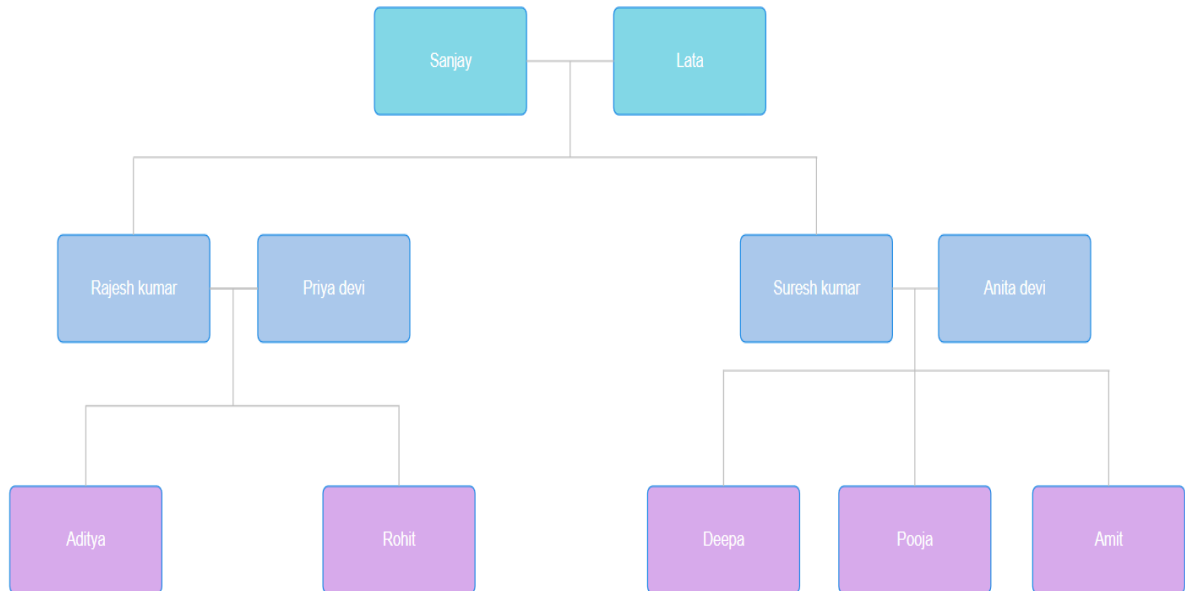 Sanjay
Lata
Rajesh kumar
Priya devi
Suresh kumar
Anita devi
Aditya
Rohit
Deepa
Pooja
Amit